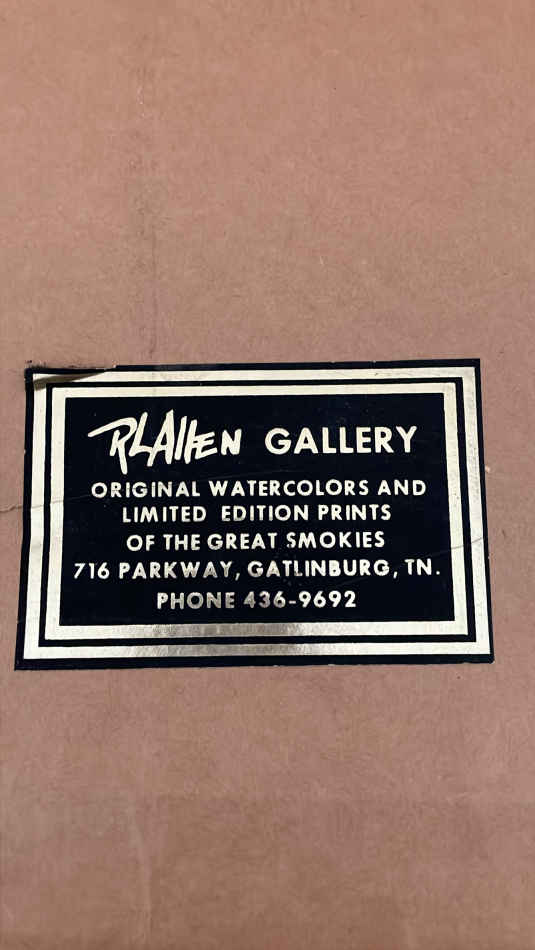 RLAllEN GALLERY
ORIGINAL WATERCOLORS AND
LIMITED EDITION PRINTS
OF THE GREAT SMOKIES
716 PARKWAY, GATLINBURG, TN.
PHONE 436-9692